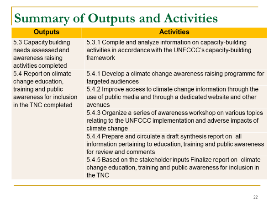 Summary of Outputs and Activities
Outputs
Activities
5.3 Capacity building
needs assessed and
awareness raising
activities completed
5.3.1 Compile and analyze information on capacity-building
activities in accordance with the UNFCCC's capacity-building
framework
5.4 Report on climate
change education,
training and public
awareness for inclusion
in the TNC completed
5.4.1 Develop a climate change awareness raising programme for
targeted audiences
5.4.2 Improve access to climate change information through the
use of public media and through a dedicated website and other
avenues
5.4.3 Organize a series of awareness workshop on various topics
relating to the UNFCCC implementation and adverse impacts of
climate change
5.4.4 Prepare and circulate a draft synthesis report on all
information pertaining to education, training and public awareness
for review and comments
5.4.5 Based on the stakeholder inputs Finalize report on climate
change education, training and public awareness for inclusion in
the TNC
22